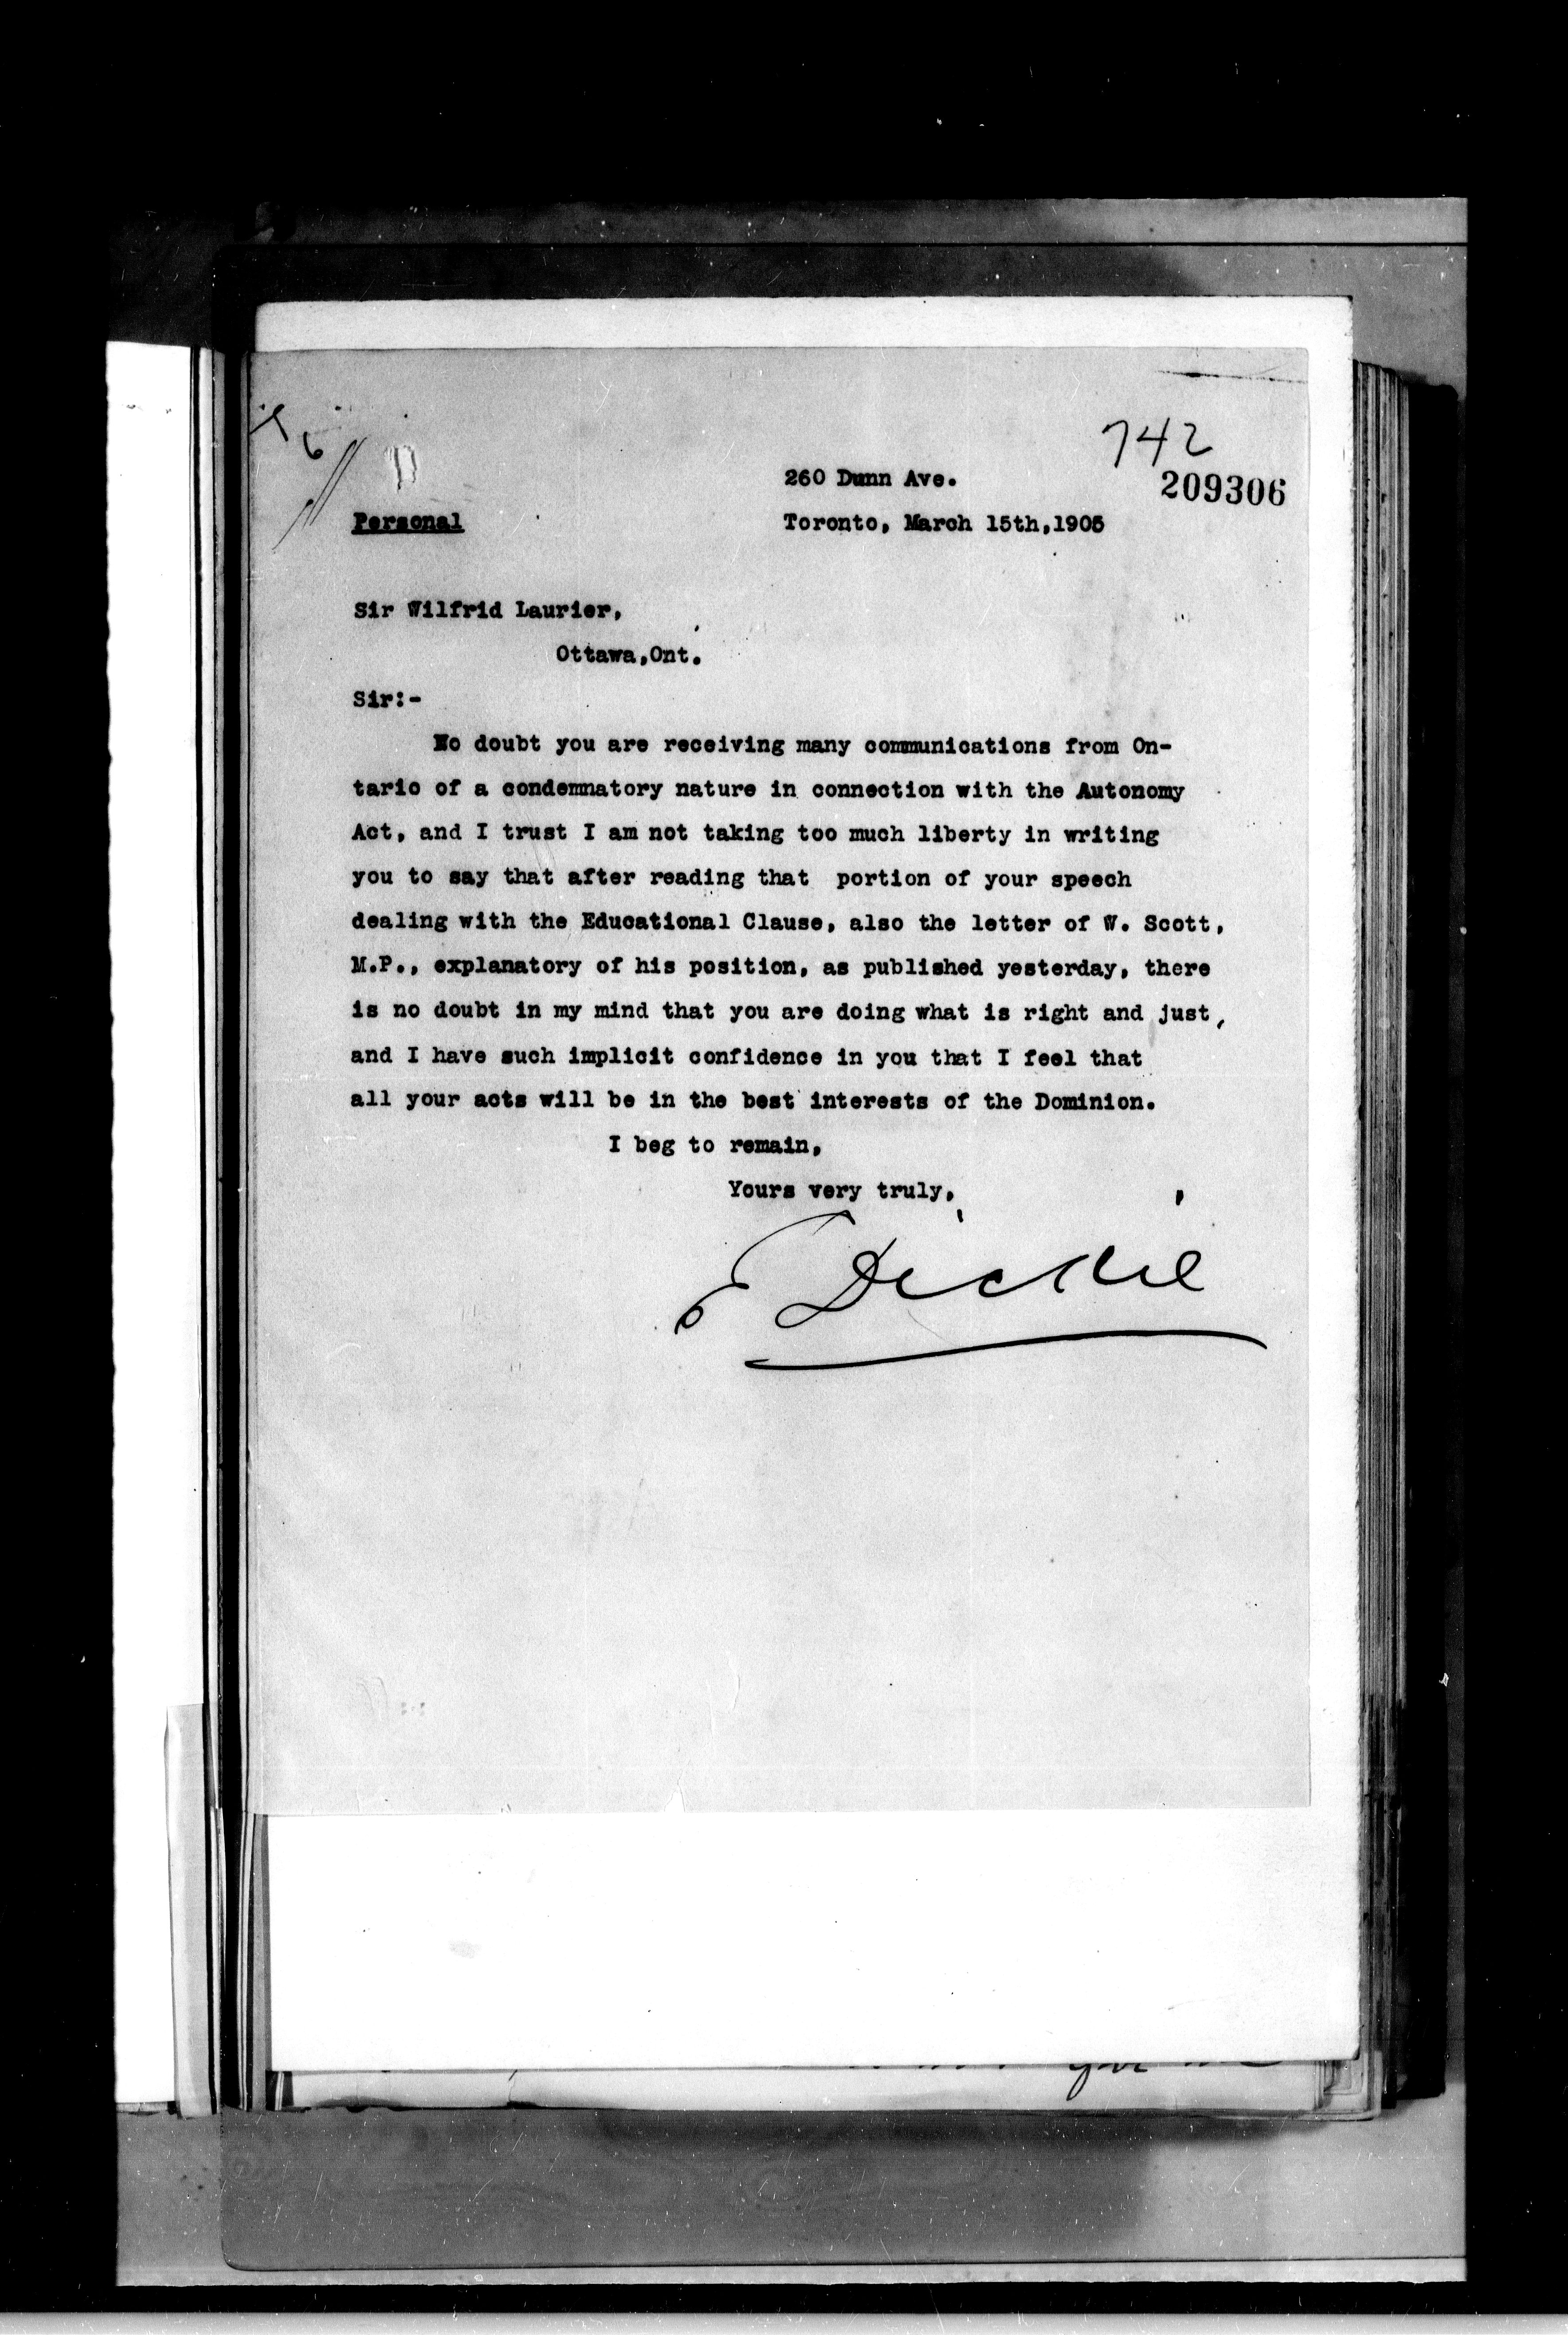 742
260 Dunn Ave.
209306
Personal
Toronto, March 15th,1905
Sir Wilfrid Laurier,
Ottawa,Ont.
Sir:-
No doubt you are receiving many communications from On-
tario of a condemnatory nature in connection with the Autonomy
Act, and I trust I am not taking too much liberty in writing
you to say that after reading that portion of your speech
dealing with the Educational Clause, also the letter of W. Scott,
M.P., explanatory of his position, as published yesterday, there
is no doubt in my mind that you are doing what is right and just,
and I have such implicit confidence in you that I feel that
all your acts will be in the best interests of the Dominion.
I beg to remain,
Yours very truly,
E Dickie